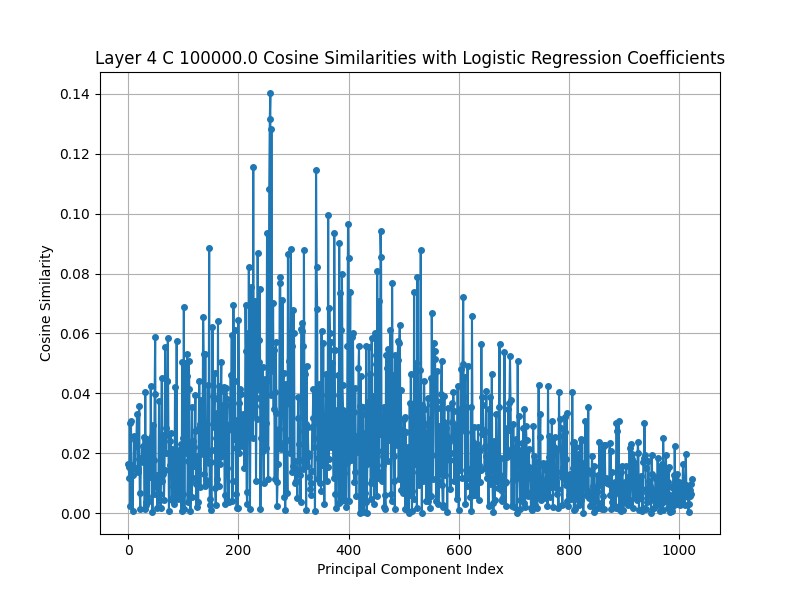 Layer 4 C 100000.0 Cosine Similarities with Logistic Regression Coefficients
0.14
0.12
0.10
0.08
0.06
0.04
0.02
0.00
Cosine Similarity
0 200 400 600 800 1000
Principal Component Index